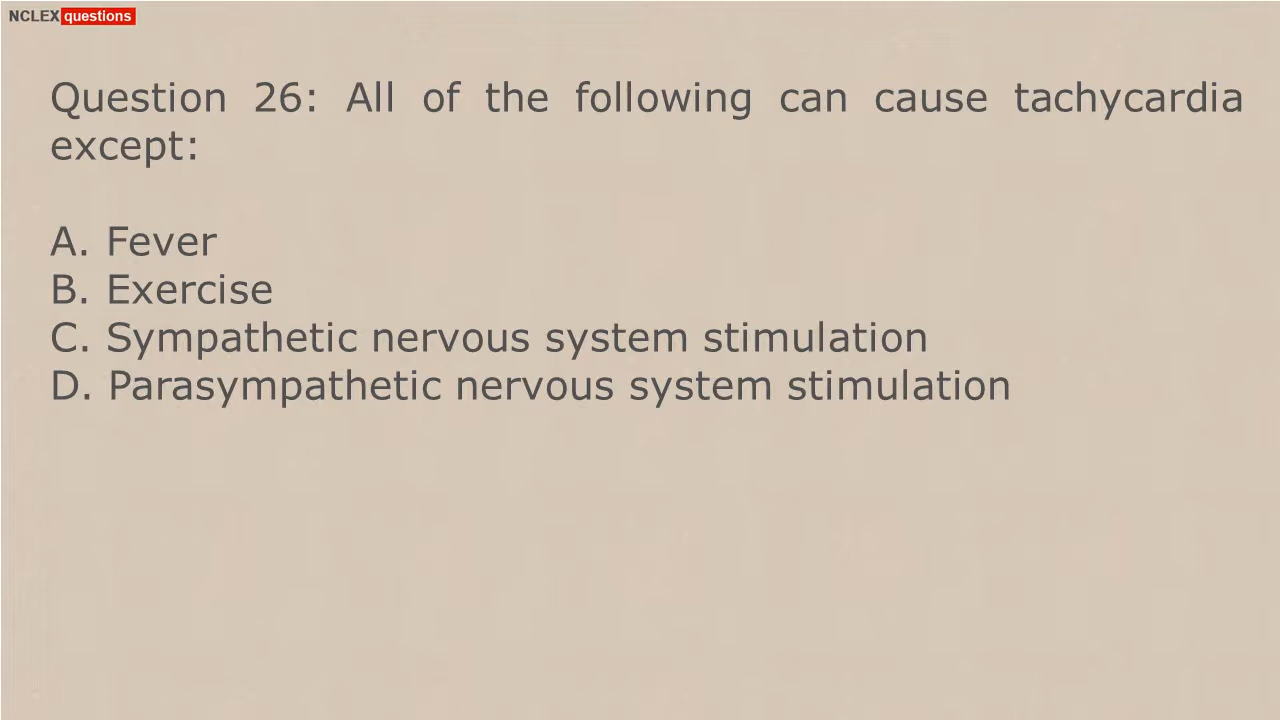 NCLEX questions
Question 26: All of the following can cause tachycardia
except:
A. Fever
B. Exercise
C. Sympathetic nervous system stimulation
D. Parasympathetic nervous system stimulation